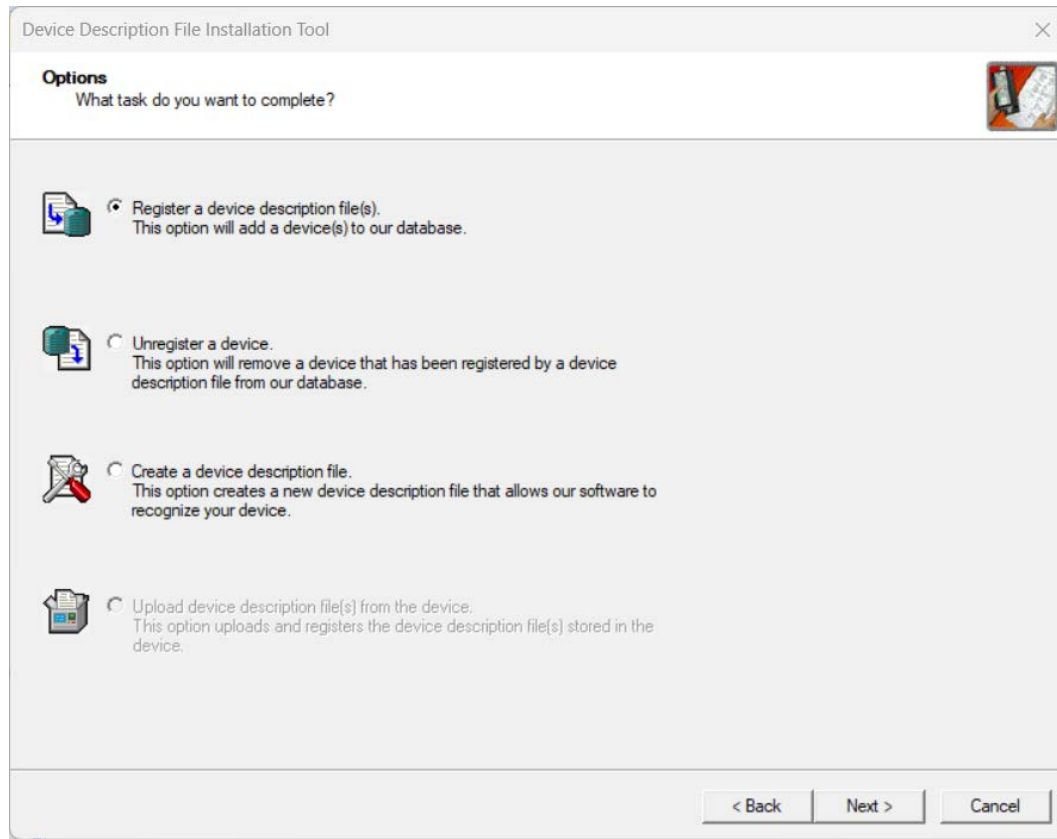 Device Description File Installation Tool
Options
What task do you want to complete?
Register a device description file(s).
This option will add a device(s) to our database.
Unregister a device.
This option will remove a device that has been registered by a device
description file from our database.
Create a device description file.
This option creates a new device description file that allows our software to
recognize your device.
Upload device description file(s) from the device.
This option uploads and registers the device description file(s) stored in the
device.
< Back Next > Cancel